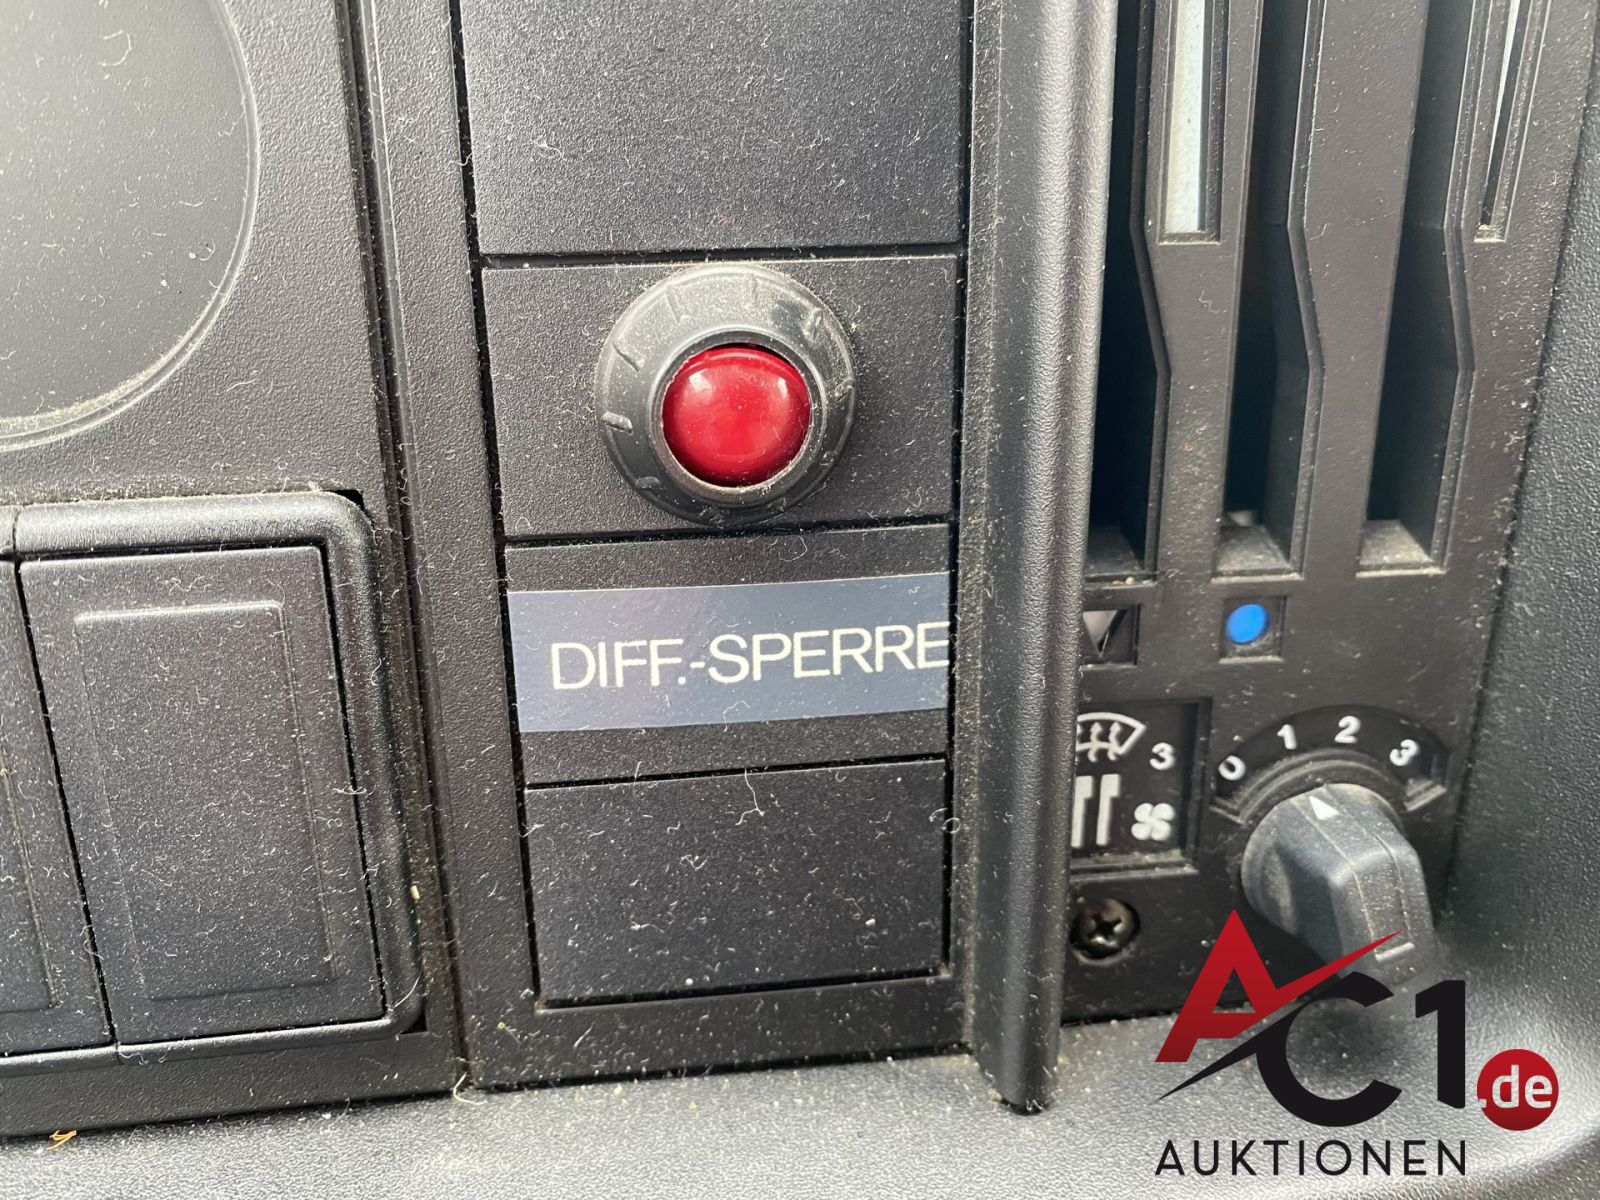 DIFF.-SPERRE
0 1 2 3
3
AC1.de
AUKTIONEN